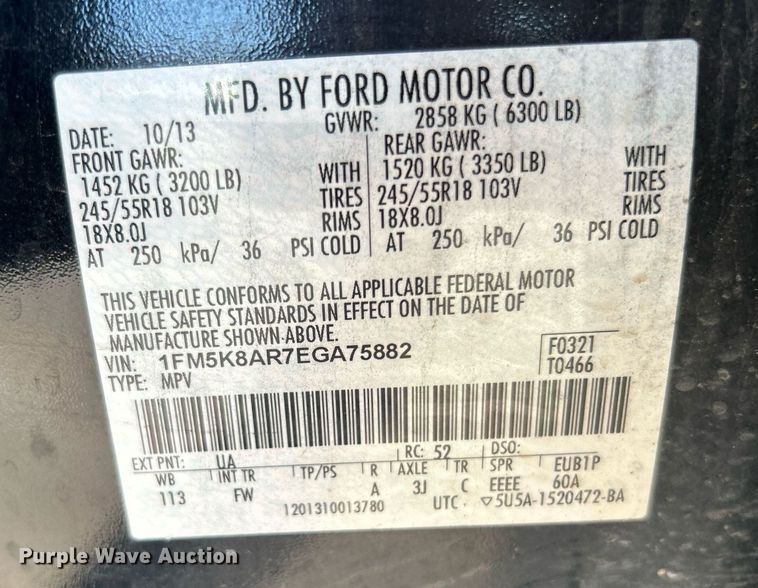 MFD. BY FORD MOTOR CO.
DATE: 10/13 GVWR: 2858 KG ( 6300 LB)
FRONT GAWR: REAR GAWR:
1452 KG ( 3200 LB) WITH 1520 KG ( 3350 LB) WITH
245/55R18 103V TIRES 245/55R18 103V TIRES
18X8.0J RIMS 18X8.0J RIMS
AT 250 kPa/ 36 PSI COLD AT 250 kPa/ 36 PSI COLD
THIS VEHICLE CONFORMS TO ALL APPLICABLE FEDERAL MOTOR
VEHICLE SAFETY STANDARDS IN EFFECT ON THE DATE OF
MANUFACTURE SHOWN ABOVE.
VIN: 1FM5K8AR7EGA75882 F0321
TYPE: MPV T0466
EXT PNT: UA RC: 52 DSO:
WB INT TR TP/PS R AXLE TR SPR EUB1P
113 FW A 3J C EEEE 60A
1201310013780 UTC ▽5U5A-1520472-BA
Purple Wave Auction